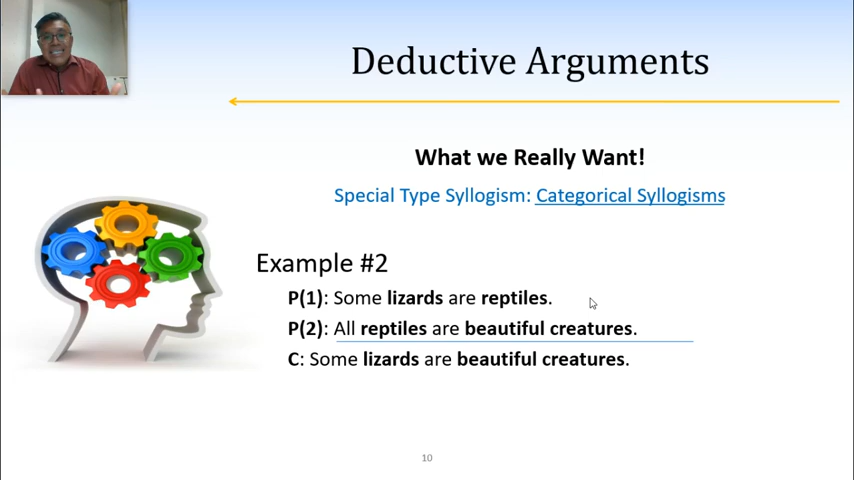 Deductive Arguments
What we Really Want!
Special Type Syllogism: Categorical Syllogisms
Example #2
P(1): Some lizards are reptiles.
P(2): All reptiles are beautiful creatures.
C: Some lizards are beautiful creatures.
10